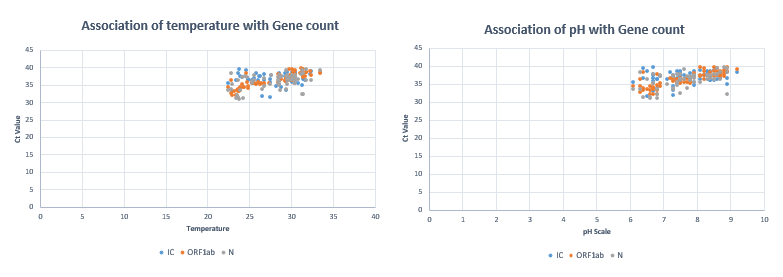 Association of temperature with Gene count
45
40
35
30
25
20
15
10
5
0
Ct Value
0 5 10 15 20 25 30 35 40
Temperature
IC ORF1ab N
Association of pH with Gene count
45
40
35
30
25
20
15
10
5
0
Ct Value
0 1 2 3 4 5 6 7 8 9 10
pH Scale
IC ORF1ab N